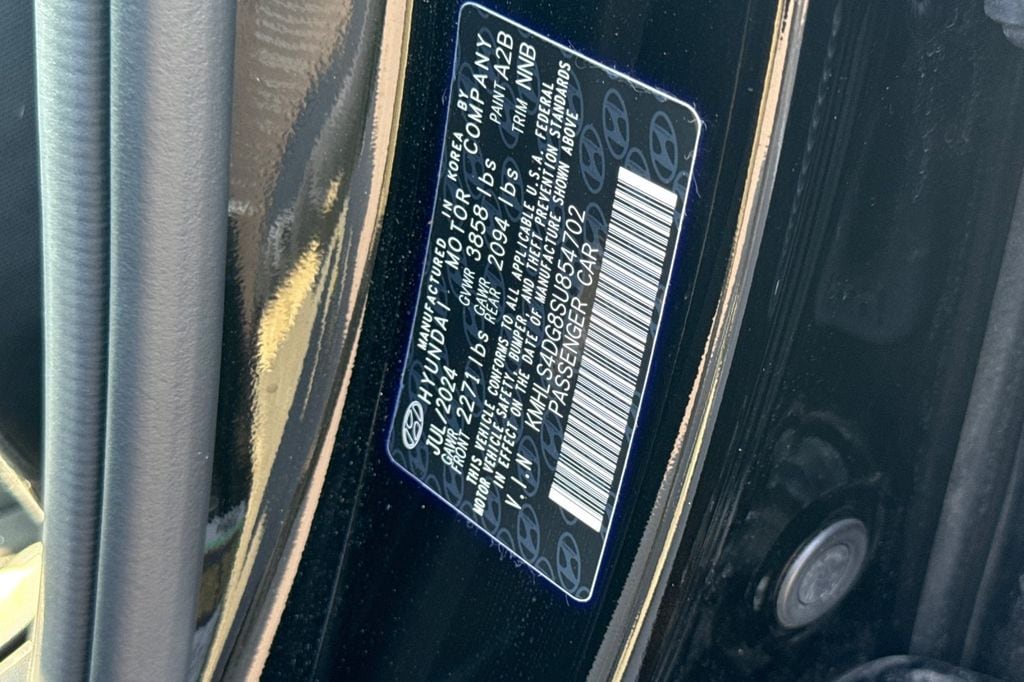 MANUFACTURED IN KOREA BY
HYUNDAI MOTOR COMPANY
JUL/2024 GVWR 3858 lbs PAINT A2B
GAWR FRONT 2271 lbs GAWR REAR 2094 lbs TRIM NNB
THIS VEHICLE CONFORMS TO ALL APPLICABLE U.S.A. FEDERAL
MOTOR VEHICLE SAFETY, BUMPER, AND THEFT PREVENTION STANDARDS
IN EFFECT ON THE DATE OF MANUFACTURE SHOWN ABOVE
V.I.N KMHLS4DG8SU854702
PASSENGER CAR